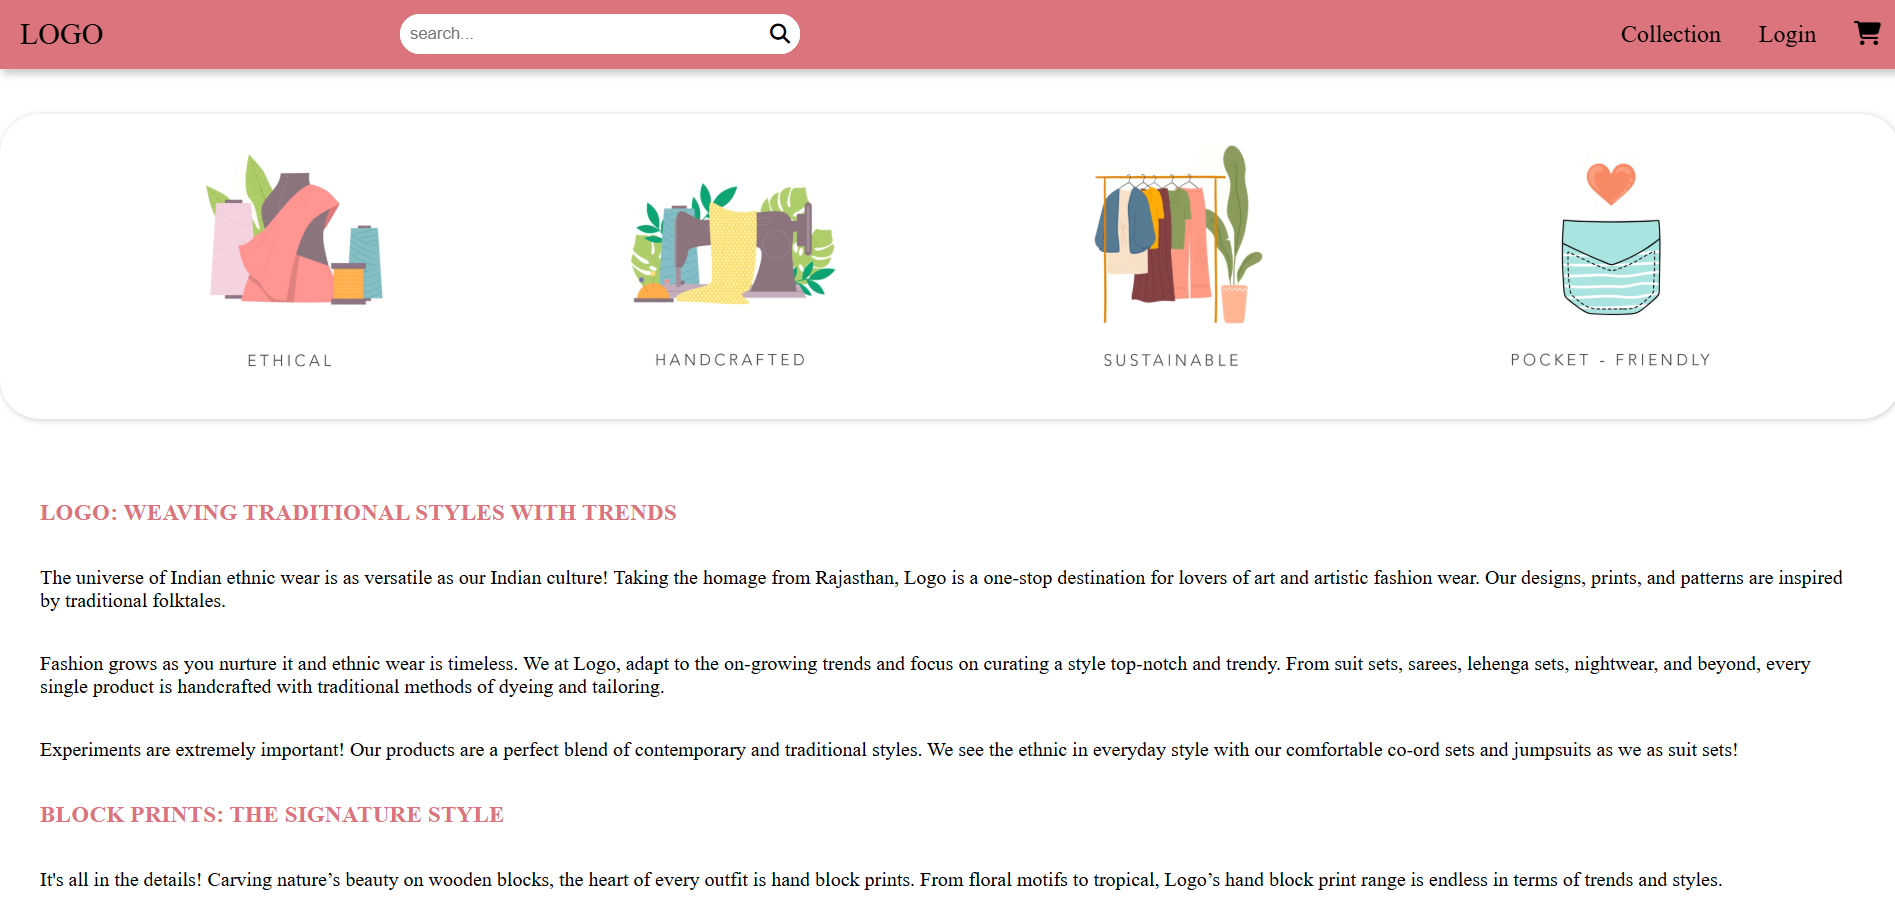 LOGO
search...
Collection
Login
ETHICAL
HANDCRAFTED
SUSTAINABLE
POCKET - FRIENDLY
LOGO: WEAVING TRADITIONAL STYLES WITH TRENDS
The universe of Indian ethnic wear is as versatile as our Indian culture! Taking the homage from Rajasthan, Logo is a one-stop destination for lovers of art and artistic fashion wear. Our designs, prints, and patterns are inspired
by traditional folktales.
Fashion grows as you nurture it and ethnic wear is timeless. We at Logo, adapt to the on-growing trends and focus on curating a style top-notch and trendy. From suit sets, sarees, lehenga sets, nightwear, and beyond, every
single product is handcrafted with traditional methods of dyeing and tailoring.
Experiments are extremely important! Our products are a perfect blend of contemporary and traditional styles. We see the ethnic in everyday style with our comfortable co-ord sets and jumpsuits as we as suit sets!
BLOCK PRINTS: THE SIGNATURE STYLE
It's all in the details! Carving nature’s beauty on wooden blocks, the heart of every outfit is hand block prints. From floral motifs to tropical, Logo’s hand block print range is endless in terms of trends and styles.